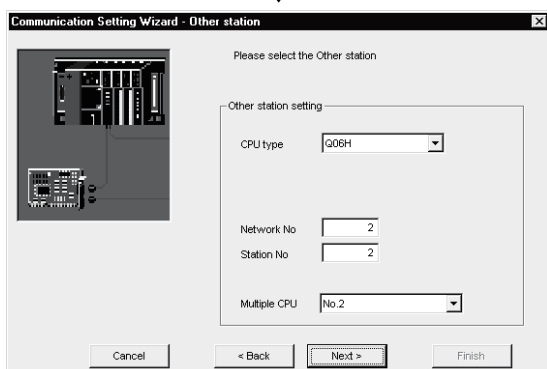 Communication Setting Wizard - Other station
Please select the Other station
Other station setting
CPU type Q06H
Network No 2
Station No 2
Multiple CPU No.2
Cancel < Back Next > Finish